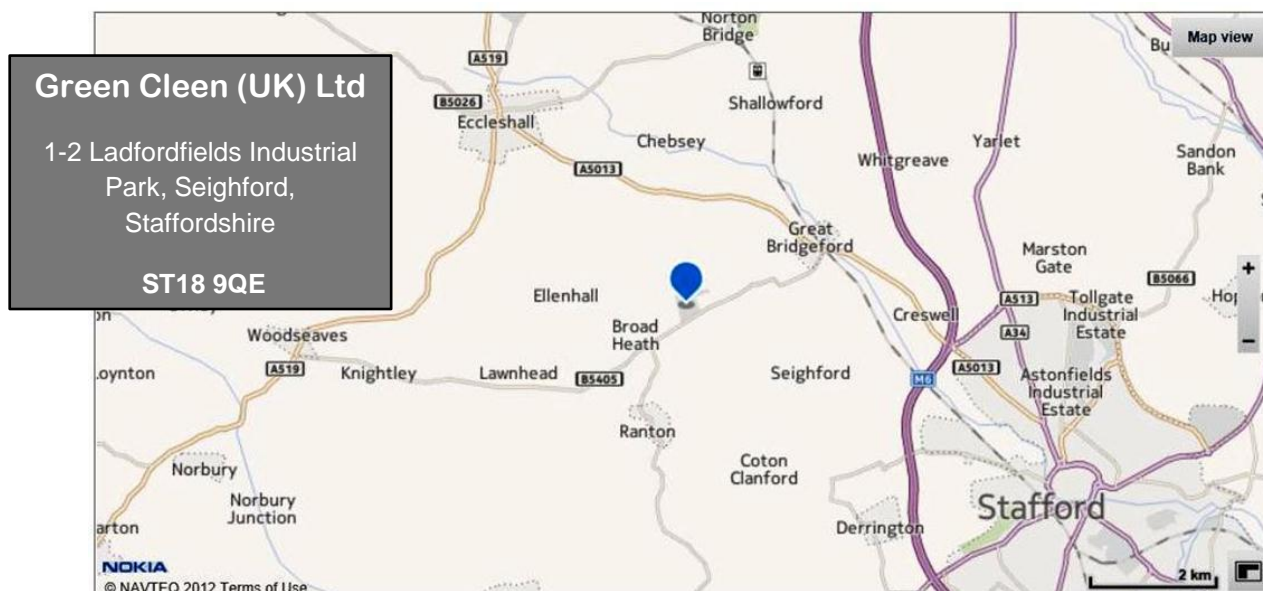 Green Cleen (UK) Ltd
1-2 Ladfordfields Industrial
Park, Seighford,
Staffordshire
ST18 9QE
Norton
Bridge
Map view
Bu
A519
B5026
Eccleshall
Shallowford
Chebsey
Whitgreave
Yarlet
Sandon
Bank
A5013
Great
Bridgeford
Marston
Gate
B5066
Ellenhall
Creswell
A513
Tollgate
Industrial
Estate
Broad
Heath
A34
Woodseaves
A519
Knightley
Lawnhead
B5405
Seighford
M6
A5013
Astonfields
Industrial
Estate
oynton
Ranton
Norbury
Coton
Clanford
Norbury
Junction
Stafford
Derrington
arton
NOKIA
© NAVTEQ 2012 Terms of Use
2 km